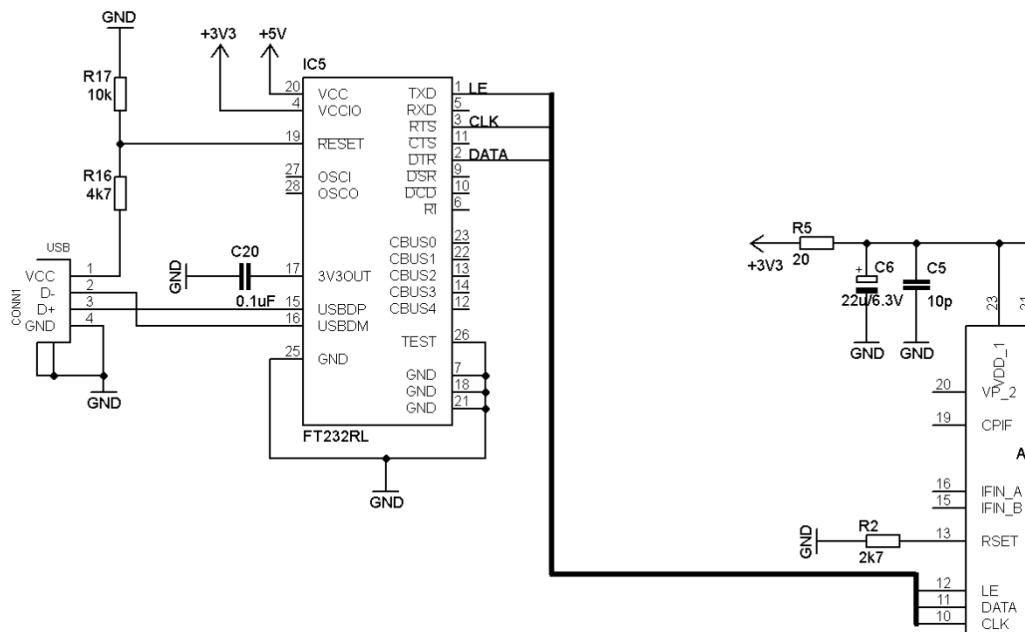 GND
+3V3
+5V
R17
10k
R16
4k7
IC5
20
VCC
4
VCCIO
19
RESET
27
OSCI
28
OSCO
17
3V3OUT
15
USBDP
16
USBDM
25
GND
TXD
1
LE
RXD
5
RTS
3
CLK
CTS
11
DTR
2
DATA
DSR
9
DCD
10
RI
6
CBUS0
23
CBUS1
22
CBUS2
13
CBUS3
14
CBUS4
12
TEST
26
GND
7
GND
18
GND
21
FT232RL
GND
C20
GND
0.1uF
USB
CONN1
VCC
1
D-
2
D+
3
GND
4
GND
+3V3
R5
20
C6
22u/6.3V
+
GND
C5
10p
GND
23
21
VDD_1
20
VP_2
19
CPIF
A
16
IFIN_A
15
IFIN_B
GND
R2
2k7
13
RSET
12
LE
11
DATA
10
CLK